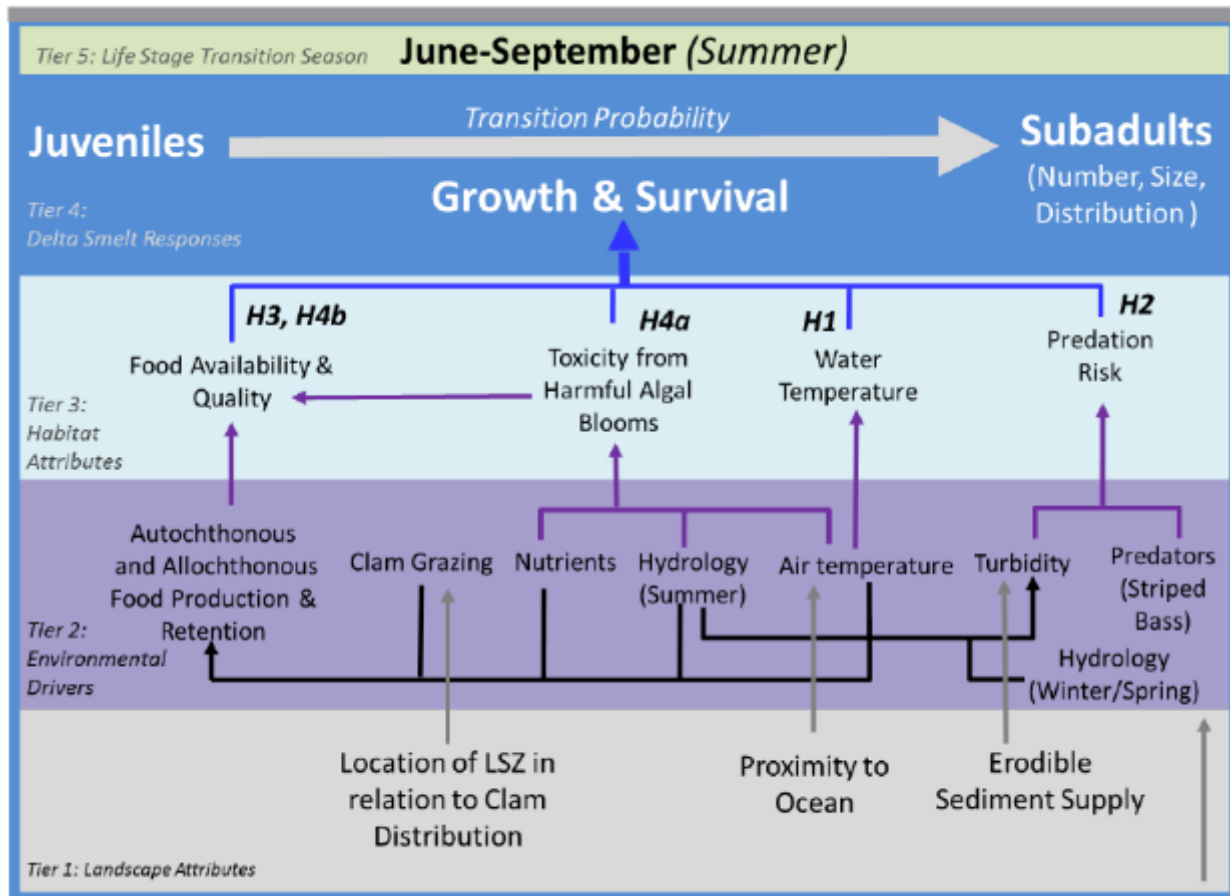 Tier 5: Life Stage Transition Season June-September (Summer)
Transition Probability
Juveniles
Subadults
(Number, Size,
Distribution )
Growth & Survival
Tier 4:
Delta Smelt Responses
H3, H4b
H4a
H1
H2
Food Availability &
Quality
Toxicity from
Harmful Algal
Blooms
Water
Temperature
Predation
Risk
Tier 3:
Habitat
Attributes
Autochthonous
and Allochthonous
Food Production &
Retention
Clam Grazing
Nutrients
Hydrology
(Summer)
Air temperature
Turbidity
Predators
(Striped
Bass)
Hydrology
(Winter/Spring)
Tier 2:
Environmental
Drivers
Location of LSZ in
relation to Clam
Distribution
Proximity to
Ocean
Erodible
Sediment Supply
Tier 1: Landscape Attributes